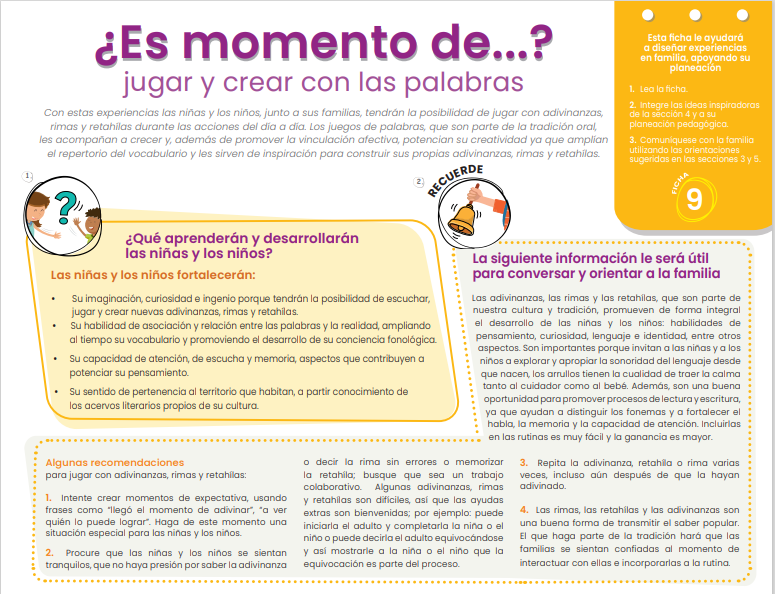 ¿Es momento de...?
jugar y crear con las palabras
Con estas experiencias las niñas y los niños, junto a sus familias, tendrán la posibilidad de jugar con adivinanzas,
rimas y retahílas durante las acciones del día a día. Los juegos de palabras, que son parte de la tradición oral,
les acompañan a crecer y, además de promover la vinculación afectiva, potencian su creatividad ya que amplian
el repertorio del vocabulario y les sirven de inspiración para construir sus propias adivinanzas, rimas y retahílas.
Esta ficha le ayudará
a diseñar experiencias
en familia, apoyando su
planeación
1. Lea la ficha.
2. Integre las ideas inspiradoras
de la sección 4 y a su
planeación pedagógica.
3. Comuníquese con la familia
utilizando las orientaciones
sugeridas en las secciones 3 y 5.
FICHA
9
1
¿Qué aprenderán y desarrollarán
las niñas y los niños?
Las niñas y los niños fortalecerán:
• Su imaginación, curiosidad e ingenio porque tendrán la posibilidad de escuchar,
jugar y crear nuevas adivinanzas, rimas y retahílas.
• Su habilidad de asociación y relación entre las palabras y la realidad, ampliando
al tiempo su vocabulario y promoviendo el desarrollo de su conciencia fonológica.
• Su capacidad de atención, de escucha y memoria, aspectos que contribuyen a
potenciar su pensamiento.
• Su sentido de pertenencia al territorio que habitan, a partir conocimiento de
los acervos literarios propios de su cultura.
2
RECUERDE
La siguiente información le será útil
para conversar y orientar a la familia
Las adivinanzas, las rimas y las retahílas, que son parte de
nuestra cultura y tradición, promueven de forma integral
el desarrollo de las niñas y los niños: habilidades de
pensamiento, curiosidad, lenguaje e identidad, entre otros
aspectos. Son importantes porque invitan a las niñas y a los
niños a explorar y apropiar la sonoridad del lenguaje desde
que nacen, los arrullos tienen la cualidad de traer la calma
tanto al cuidador como al bebé. Además, son una buena
oportunidad para promover procesos de lectura y escritura,
ya que ayudan a distinguir los fonemas y a fortalecer el
habla, la memoria y la capacidad de atención. Incluirlas
en las rutinas es muy fácil y la ganancia es mayor.
Algunas recomendaciones
para jugar con adivinanzas, rimas y retahílas:
1. Intente crear momentos de expectativa, usando
frases como "llegó el momento de adivinar", "a ver
quién lo puede lograr". Haga de este momento una
situación especial para las niñas y los niños.
2. Procure que las niñas y los niños se sientan
tranquilos, que no haya presión por saber la adivinanza
o decir la rima sin errores o memorizar
la retahíla; busque que sea un trabajo
colaborativo. Algunas adivinanzas, rimas
y retahílas son difíciles, así que las ayudas
extras son bienvenidas; por ejemplo: puede
iniciarla el adulto y completarla la niña o el
niño o puede decirla el adulto equivocándose
y así mostrarle a la niña o el niño que la
equivocación es parte del proceso.
3. Repita la adivinanza, retahíla o rima varias
veces, incluso aún después de que la hayan
adivinado.
4. Las rimas, las retahílas y las adivinanzas son
una buena forma de transmitir el saber popular.
El que haga parte de la tradición hará que las
familias se sientan confiadas al momento de
interactuar con ellas e incorporarlas a la rutina.